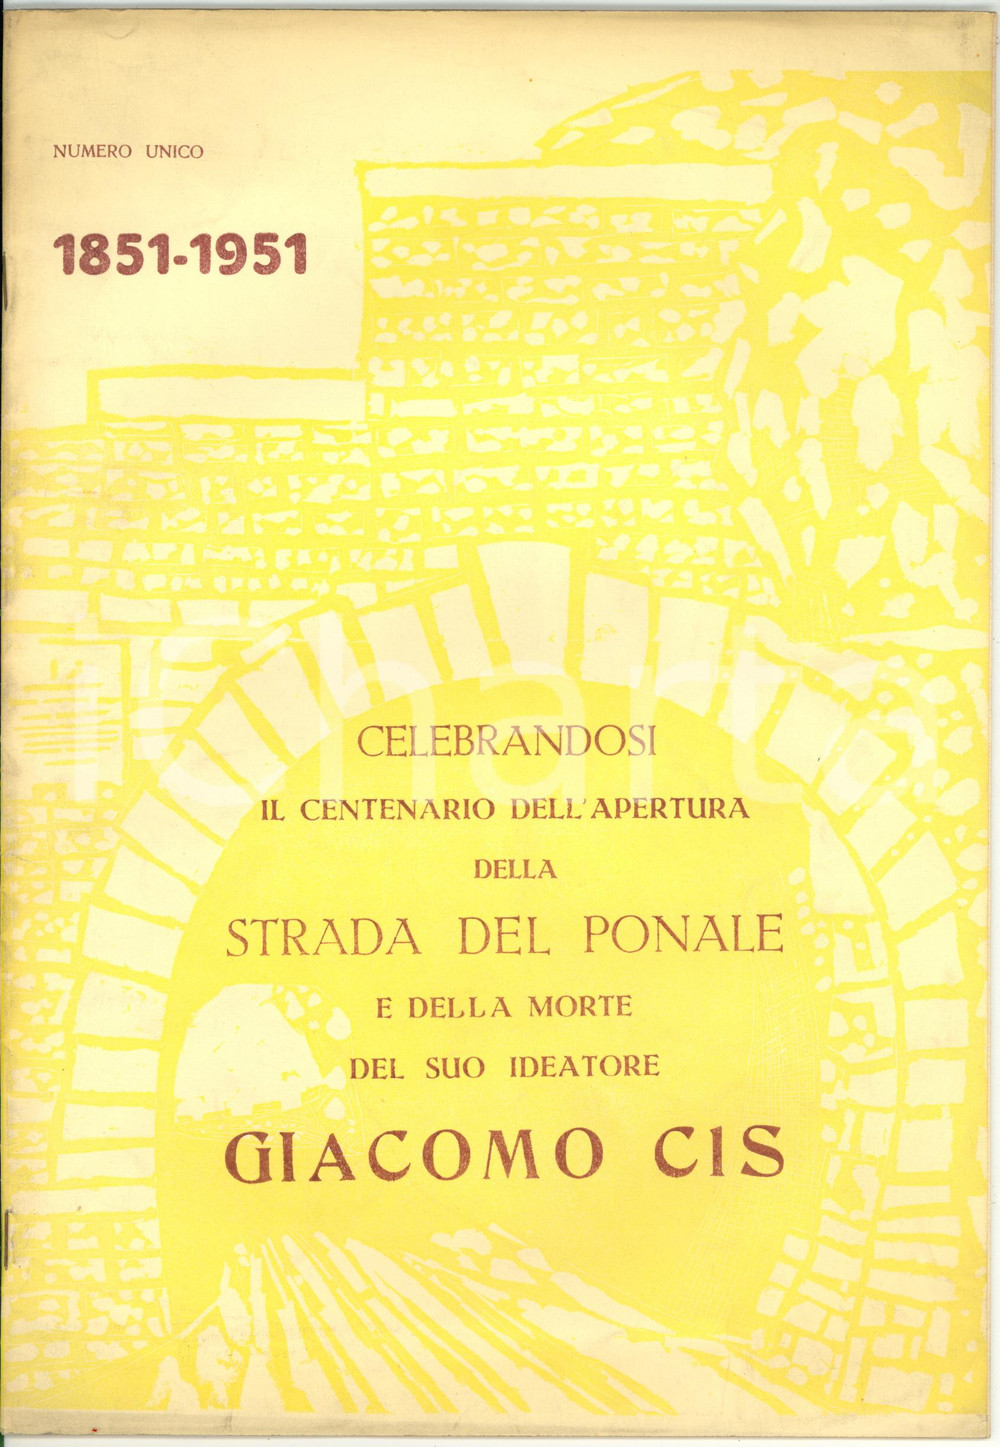 NUMERO UNICO
1851-1951
CELEBRANDOSI
IL CENTENARIO DELL'APERTURA
DELLA
STRADA DEL PONALE
E DELLA MORTE
DEL SUO IDEATORE
GIACOMO CIS